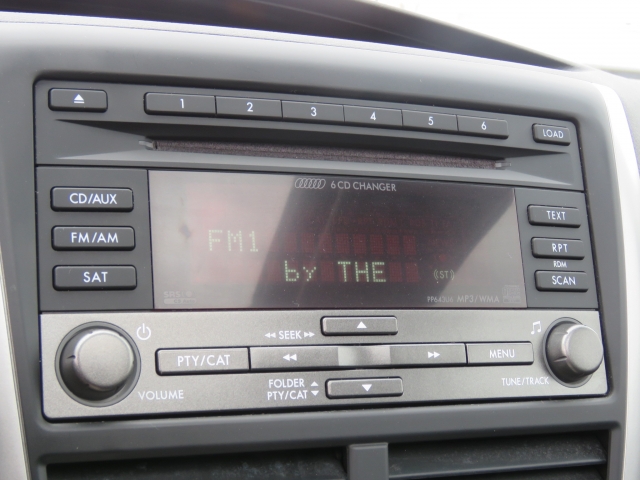 1 2 3 4 5 6
LOAD
6 CD CHANGER
CD/AUX
TEXT
FM/AM
FM1
RPT
RDM
SAT
by THE
(ST)
SCAN
MP3/WMA
SEEK
PTY/CAT
MENU
VOLUME
FOLDER
PTY/CAT
TUNE/TRACK